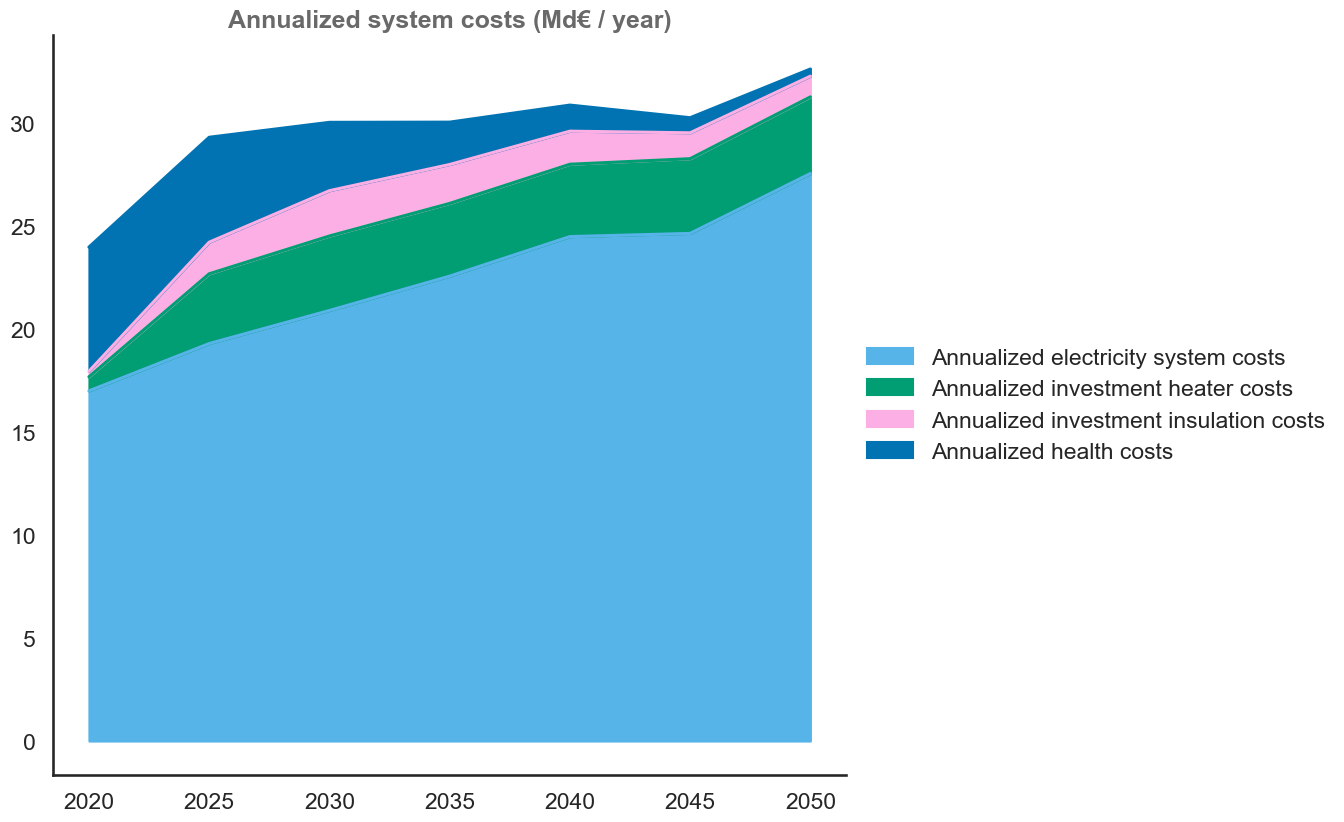 Annualized system costs (Md€ / year)
30
25
20
15
10
5
0
2020 2025 2030 2035 2040 2045 2050
Annualized electricity system costs
Annualized investment heater costs
Annualized investment insulation costs
Annualized health costs